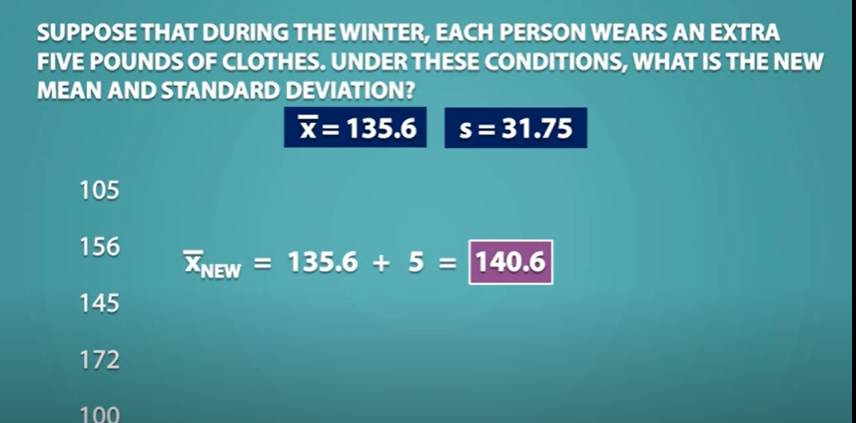 SUPPOSE THAT DURING THE WINTER, EACH PERSON WEARS AN EXTRA
FIVE POUNDS OF CLOTHES. UNDER THESE CONDITIONS, WHAT IS THE NEW
MEAN AND STANDARD DEVIATION?
x̅ = 135.6 s = 31.75
105
156
x̅NEW = 135.6 + 5 = 140.6
145
172
100